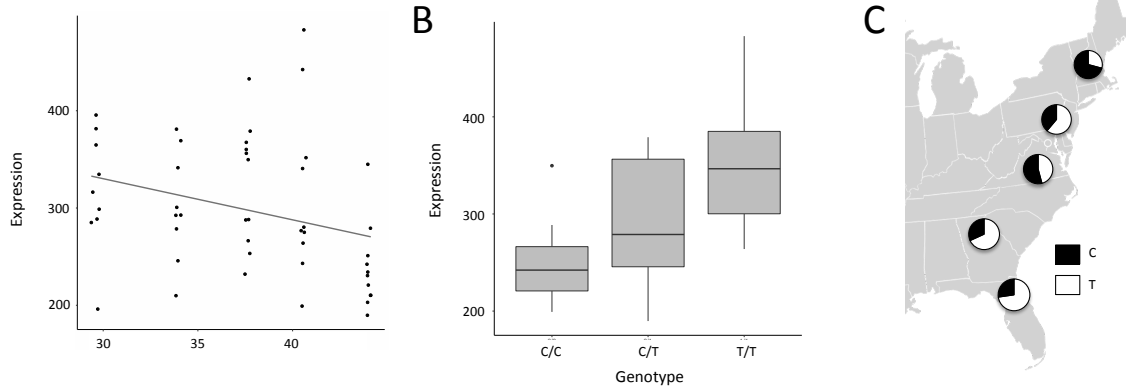 Expression
400
300
200
30
35
40
B
Expression
400
300
200
C/C
C/T
T/T
Genotype
C
C
T